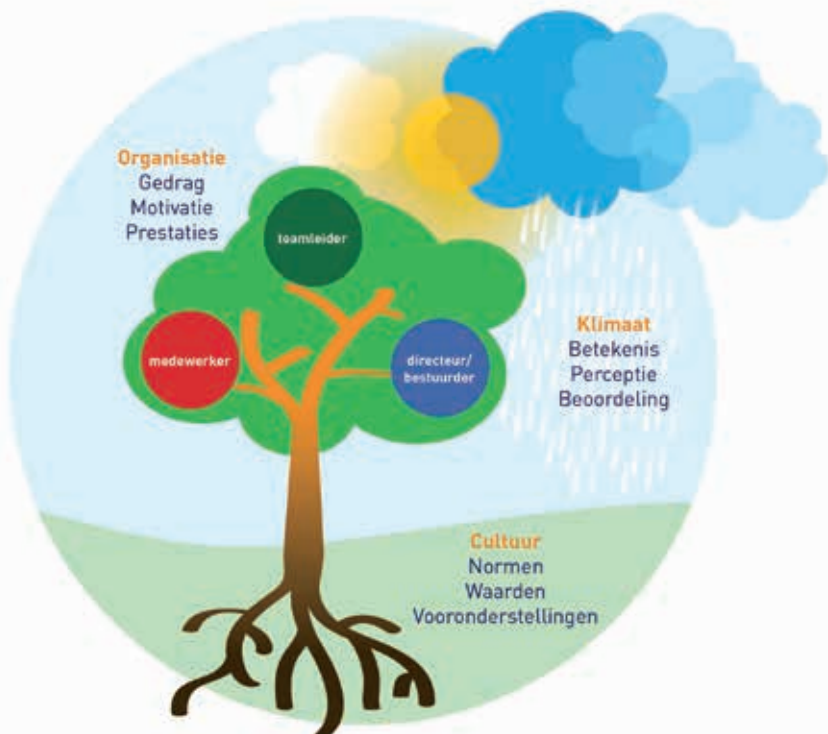 Organisatie
Gedrag
Motivatie
Prestaties
teamleider
medewerker
directeur/
bestuurder
Klimaat
Betekenis
Perceptie
Beoordeling
Cultuur
Normen
Waarden
Vooronderstellingen